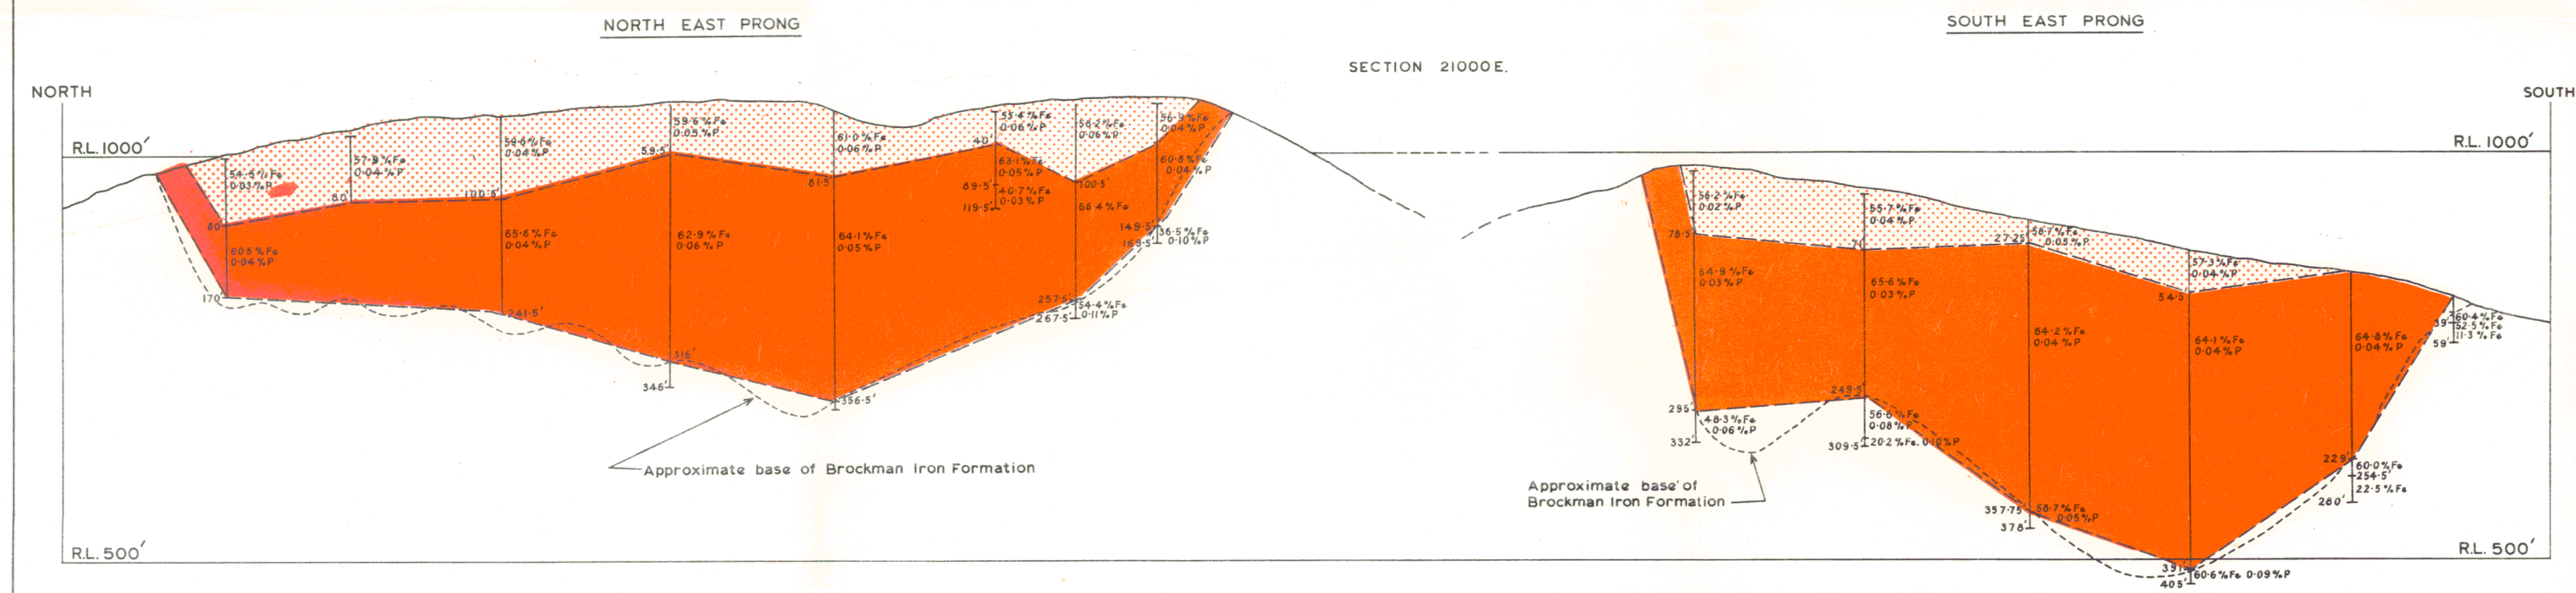 NORTH EAST PRONG
SOUTH EAST PRONG
SECTION 21000E.
NORTH
SOUTH
R.L. 1000′
R.L. 1000′
54·5%Fe
0·03%P
60′
60·5%Fe
0·04%P
170′
57·9%Fe
0·04%P
80′
59·6%Fe
0·04%P
100·5′
65·6%Fe
0·04%P
241·5′
59·6%Fe
0·05%P
59·5′
62·9%Fe
0·06%P
316′
346′
61·0%Fe
0·06%P
81·5′
64·1%Fe
0·05%P
356·5′
55·4%Fe
0·06%P
40′
63·1%Fe
0·05%P
89·5′
40·7%Fe
0·03%P
119·5′
58·2%Fe
0·06%P
100·5′
66·4%Fe
257·5′
54·4%Fe
0·11%P
267·5′
56·9%Fe
0·04%P
60·8%Fe
0·04%P
149·5′
36·5%Fe
0·10%P
169·5′
Approximate base of Brockman Iron Formation
56·2%Fe
0·02%P
78·5′
64·9%Fe
0·03%P
295′
48·3%Fe
0·06%P
332′
55·7%Fe
0·04%P
71′
65·6%Fe
0·03%P
249·5′
56·6%Fe
0·08%P
309·5′
20·2%Fe. 0·10%P
58·7%Fe
0·05%P
27·25′
64·2%Fe
0·04%P
357·75′
58·7%Fe
0·05%P
378′
57·3%Fe
0·04%P
54·5′
64·1%Fe
0·04%P
391′
60·6%Fe 0·09%P
405′
64·8%Fe
0·04%P
229′
60·0%Fe
254·5′
22·5%Fe
260′
60·4%Fe
39′
52·5%Fe
11·3%Fe
59′
Approximate base of
Brockman Iron Formation
R.L. 500′
R.L. 500′